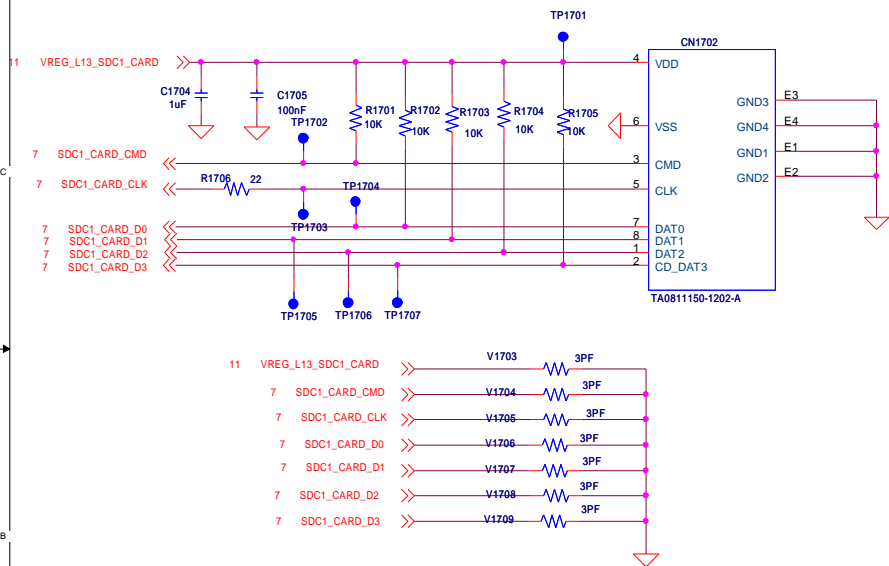 TP1701
CN1702
11 VREG_L13_SDC1_CARD
4 VDD
C1704
1uF
C1705
100nF
TP1702
R1701
10K
R1702
10K
R1703
10K
R1704
10K
R1705
10K
GND3 E3
GND4 E4
GND1 E1
GND2 E2
6 VSS
7 SDC1_CARD_CMD
3 CMD
7 SDC1_CARD_CLK
R1706 22
TP1704
5 CLK
TP1703
7 SDC1_CARD_D0
7 DAT0
7 SDC1_CARD_D1
8 DAT1
7 SDC1_CARD_D2
1 DAT2
7 SDC1_CARD_D3
2 CD_DAT3
TP1705
TP1706
TP1707
TA0811150-1202-A
C
11 VREG_L13_SDC1_CARD V1703 3PF
7 SDC1_CARD_CMD V1704 3PF
7 SDC1_CARD_CLK V1705 3PF
7 SDC1_CARD_D0 V1706 3PF
7 SDC1_CARD_D1 V1707 3PF
7 SDC1_CARD_D2 V1708 3PF
7 SDC1_CARD_D3 V1709 3PF
B